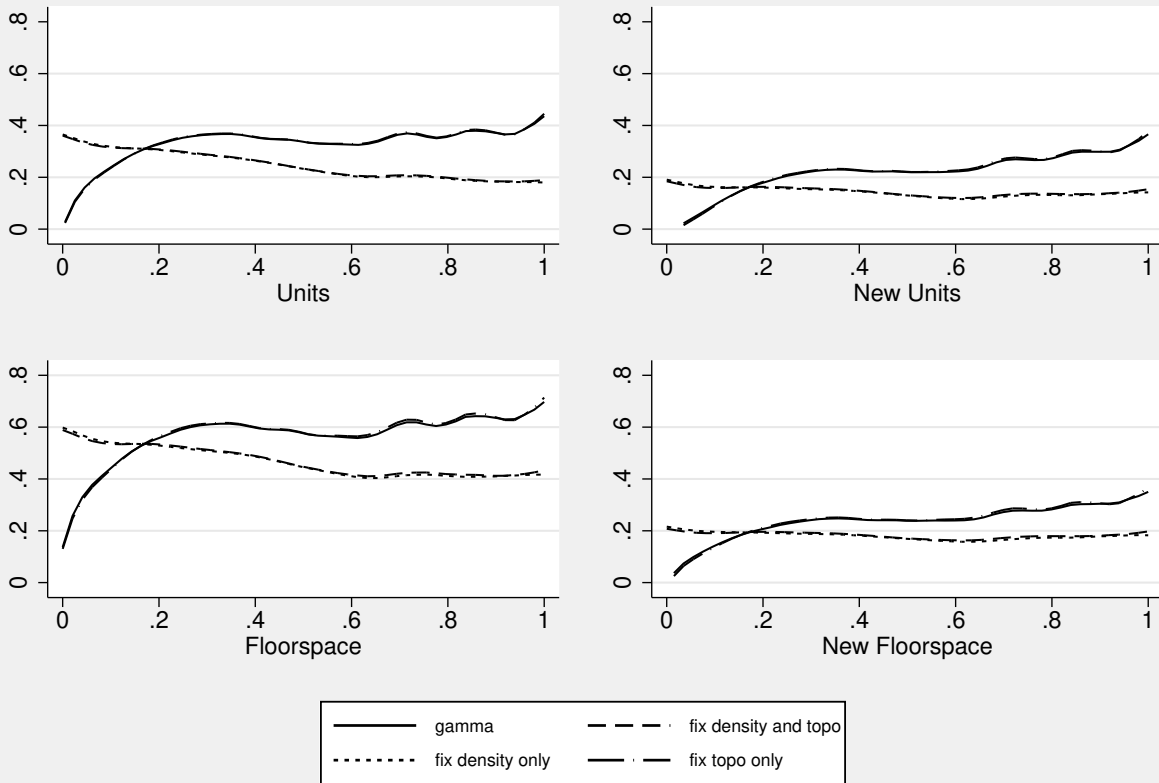 .8
.6
.4
.2
0
0 .2 .4 .6 .8 1
Units
.8
.6
.4
.2
0
0 .2 .4 .6 .8 1
New Units
.8
.6
.4
.2
0
0 .2 .4 .6 .8 1
Floorspace
.8
.6
.4
.2
0
0 .2 .4 .6 .8 1
New Floorspace
gamma
fix density and topo
fix density only
fix topo only